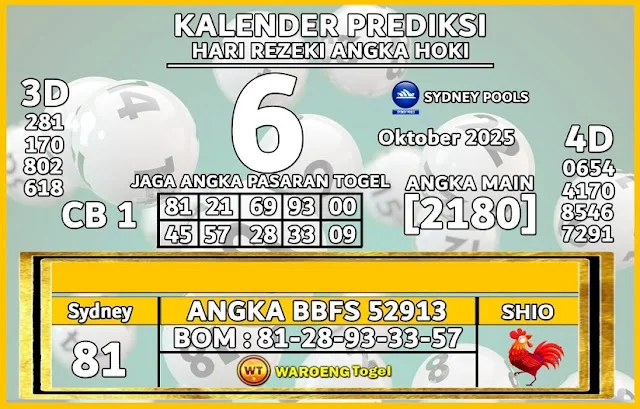 KALENDER PREDIKSI
HARI REZEKI ANGKA HOKI
3D
281
170
802
618
6
SYDNEY POOLS
Oktober 2025
4D
0654
4170
8546
7291
JAGA ANGKA PASARAN TOGEL
CB 1
81 21 69 93 00
45 57 28 33 09
ANGKA MAIN
[2180]
Sydney
81
ANGKA BBFS 52913
BOM : 81-28-93-33-57
WT WAROENG Togel
SHIO